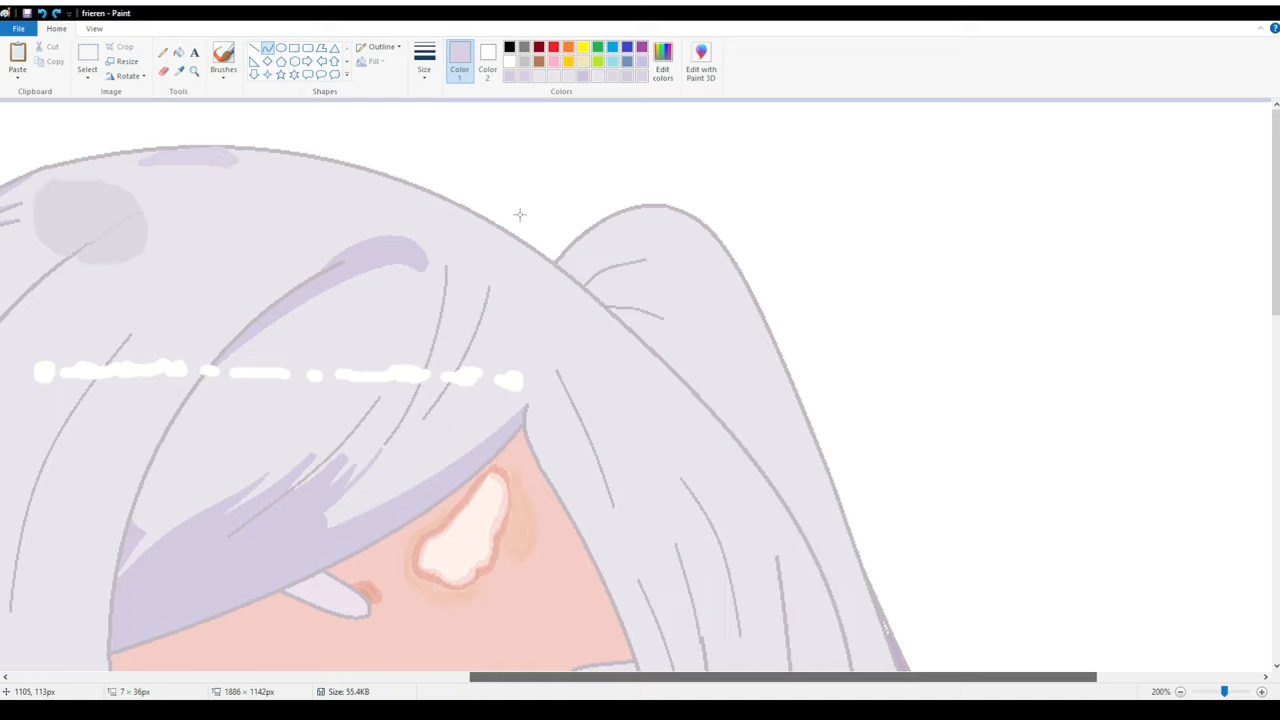 frieren - Paint
File Home View
Paste
Cut
Copy
Clipboard
Select
Crop
Resize
Rotate
Image
Tools
Brushes
Shapes
Outline
Fill
Size
Color 1
Color 2
Edit colors
Edit with Paint 3D
Colors
1105, 113px
7 × 36px
1886 × 1142px
Size: 55.4KB
200%